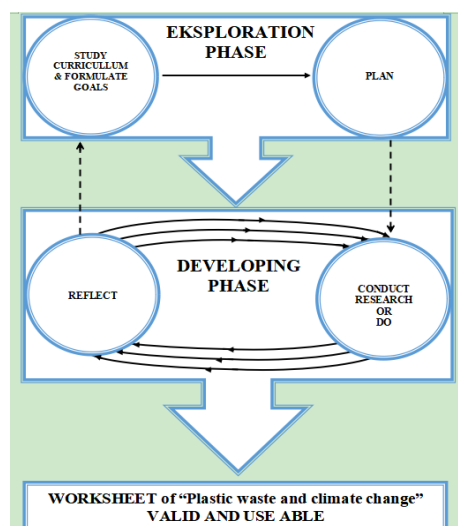 STUDY
CURRICULLUM
& FORMULATE
GOALS
EKSPLORATION
PHASE
PLAN
REFLECT
DEVELOPING
PHASE
CONDUCT
RESEARCH
OR
DO
WORKSHEET of “Plastic waste and climate change”
VALID AND USE ABLE